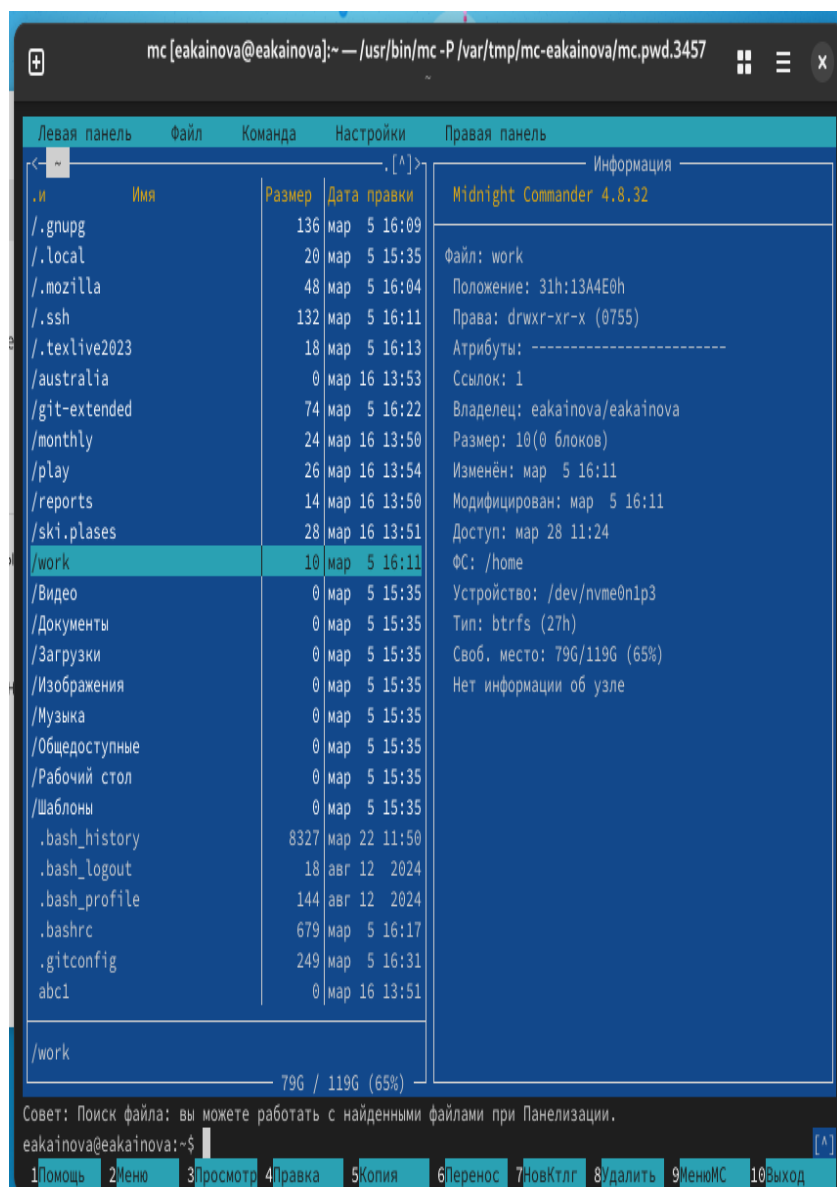 mc [eakainova@eakainova]:~ — /usr/bin/mc -P /var/tmp/mc-eakainova/mc.pwd.3457
~
Левая панель Файл Команда Настройки Правая панель
<─ ~ ─.[^]>
.и Имя Размер Дата правки
/.gnupg 136 мар 5 16:09
/.local 20 мар 5 15:35
/.mozilla 48 мар 5 16:04
/.ssh 132 мар 5 16:11
/.texlive2023 18 мар 5 16:13
/australia 0 мар 16 13:53
/git-extended 74 мар 5 16:22
/monthly 24 мар 16 13:50
/play 26 мар 16 13:54
/reports 14 мар 16 13:50
/ski.plases 28 мар 16 13:51
/work 10 мар 5 16:11
/Видео 0 мар 5 15:35
/Документы 0 мар 5 15:35
/Загрузки 0 мар 5 15:35
/Изображения 0 мар 5 15:35
/Музыка 0 мар 5 15:35
/Общедоступные 0 мар 5 15:35
/Рабочий стол 0 мар 5 15:35
/Шаблоны 0 мар 5 15:35
.bash_history 8327 мар 22 11:50
.bash_logout 18 авг 12 2024
.bash_profile 144 авг 12 2024
.bashrc 679 мар 5 16:17
.gitconfig 249 мар 5 16:31
abc1 0 мар 16 13:51
/work
79G / 119G (65%)
Информация
Midnight Commander 4.8.32
Файл: work
Положение: 31h:13A4E0h
Права: drwxr-xr-x (0755)
Атрибуты: -------------------------
Ссылок: 1
Владелец: eakainova/eakainova
Размер: 10(0 блоков)
Изменён: мар 5 16:11
Модифицирован: мар 5 16:11
Доступ: мар 28 11:24
ФС: /home
Устройство: /dev/nvme0n1p3
Тип: btrfs (27h)
Своб. место: 79G/119G (65%)
Нет информации об узле
Совет: Поиск файла: вы можете работать с найденными файлами при Панелизации.
eakainova@eakainova:~$ [^]
1Помощь 2Меню 3Просмотр 4Правка 5Копия 6Перенос 7НовКтлг 8Удалить 9МенюМС 10Выход